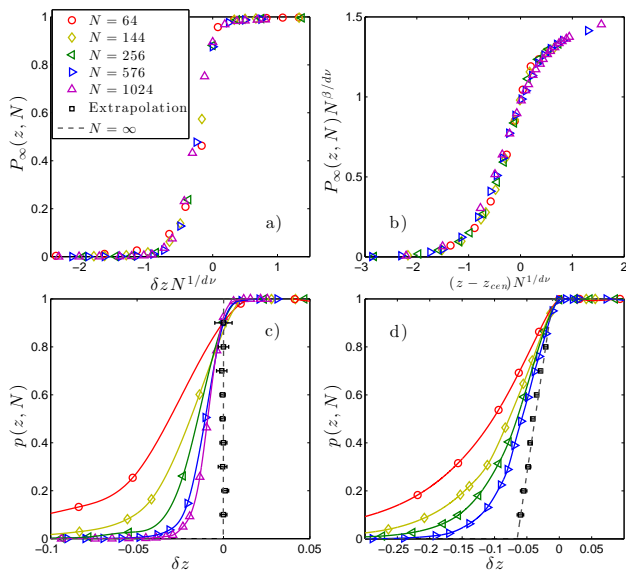 N = 64
N = 144
N = 256
N = 576
N = 1024
Extrapolation
N = ∞
P∞(z, N)
1
0.8
0.6
0.4
0.2
0
−2 −1 0 1
δzN^{1/dν}
a)
P∞(z, N)N^{β/dν}
1.5
1
0.5
0
−3 −2 −1 0 1 2
(z − z_{cen})N^{1/dν}
b)
p(z, N)
1
0.8
0.6
0.4
0.2
0
−0.1 −0.05 0 0.05
δz
c)
p(z, N)
1
0.8
0.6
0.4
0.2
0
−0.25 −0.2 −0.15 −0.1 −0.05 0 0.05
δz
d)